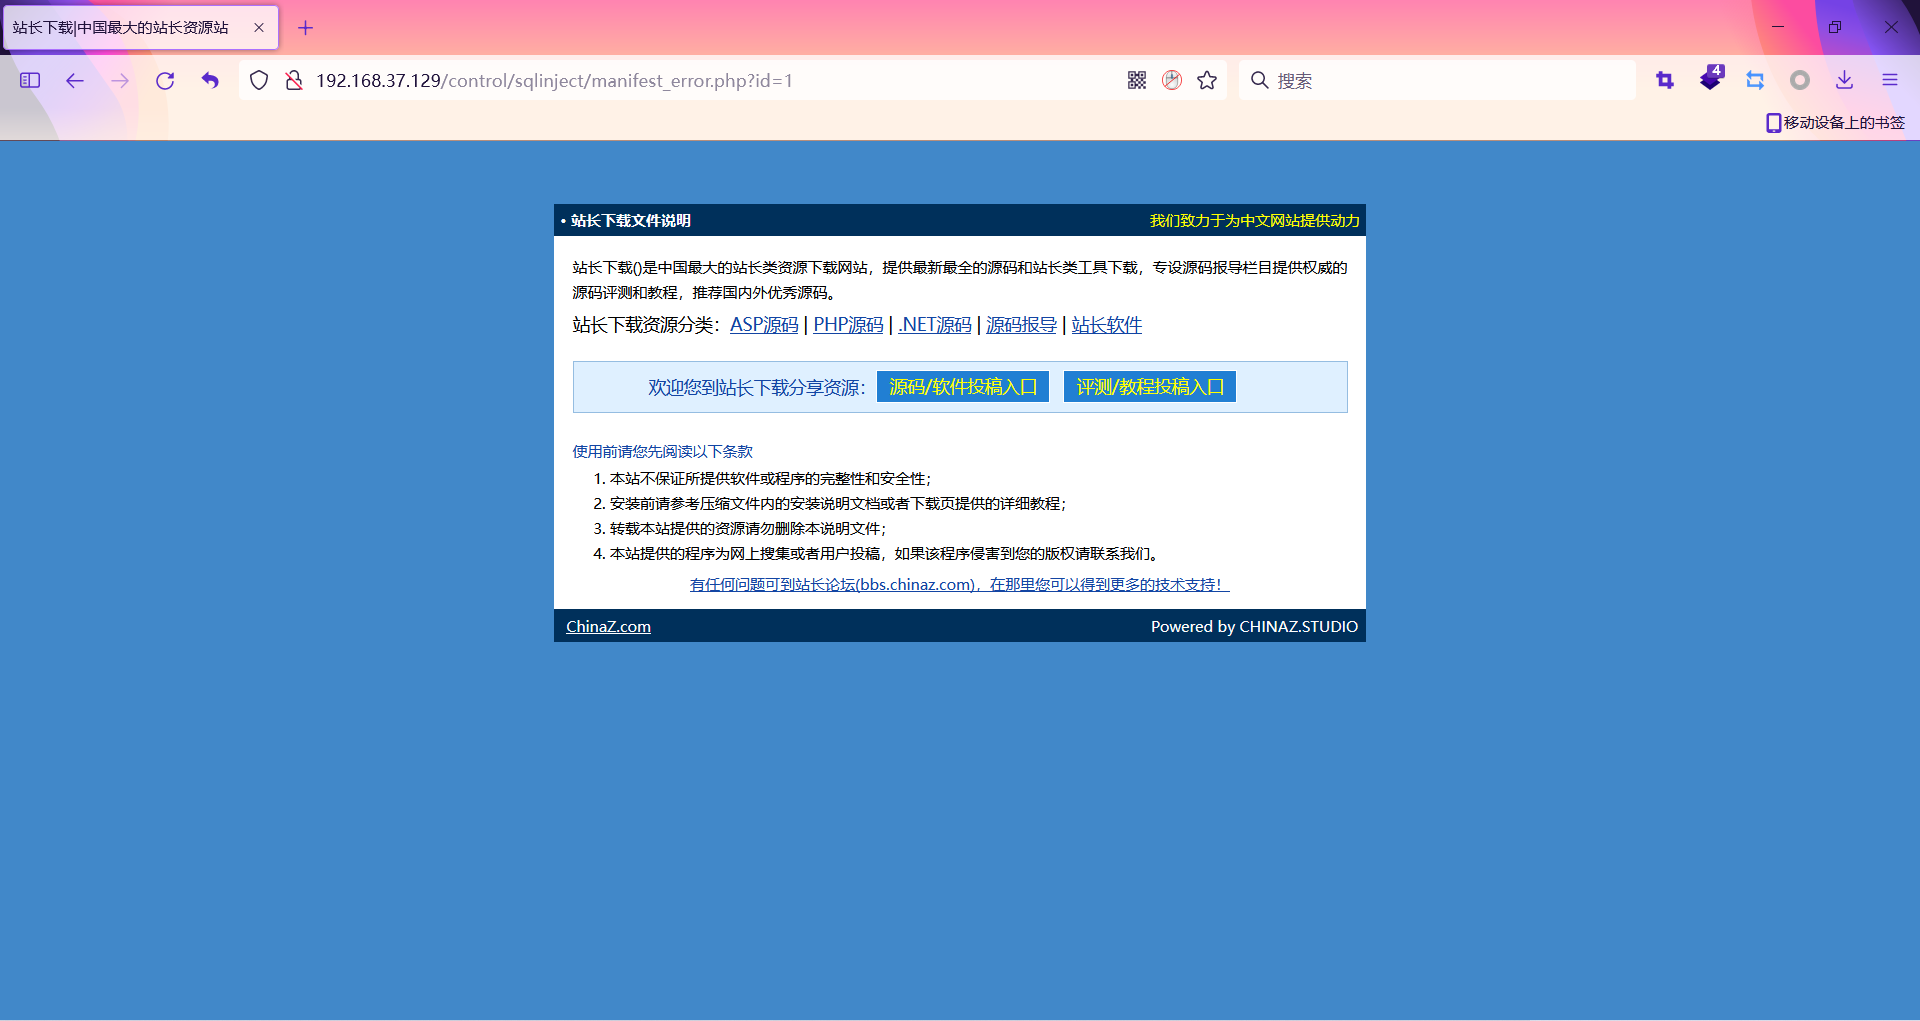 站长下载|中国最大的站长资源站
192.168.37.129/control/sqlinject/manifest_error.php?id=1
搜索
4
移动设备上的书签
• 站长下载文件说明
我们致力于为中文网站提供动力
站长下载()是中国最大的站长类资源下载网站，提供最新最全的源码和站长类工具下载，专设源码报导栏目提供权威的
源码评测和教程，推荐国内外优秀源码。
站长下载资源分类：ASP源码 | PHP源码 | .NET源码 | 源码报导 | 站长软件
欢迎您到站长下载分享资源： 源码/软件投稿入口 评测/教程投稿入口
使用前请您先阅读以下条款
1. 本站不保证所提供软件或程序的完整性和安全性；
2. 安装前请参考压缩文件内的安装说明文档或者下载页提供的详细教程；
3. 转载本站提供的资源请勿删除本说明文件；
4. 本站提供的程序为网上搜集或者用户投稿，如果该程序侵害到您的版权请联系我们。
有任何问题可到站长论坛(bbs.chinaz.com)，在那里您可以得到更多的技术支持！
ChinaZ.com
Powered by CHINAZ.STUDIO